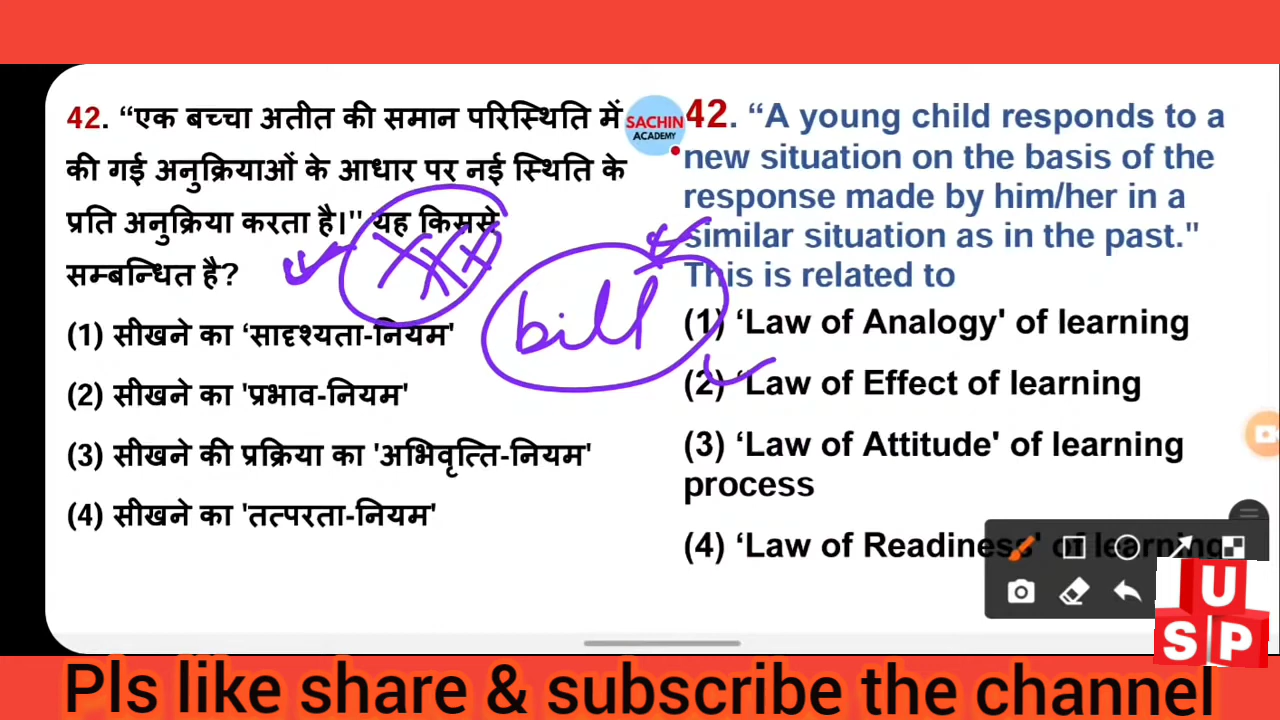 42. “एक बच्चा अतीत की समान परिस्थिति में
की गई अनुक्रियाओं के आधार पर नई स्थिति के
प्रति अनुक्रिया करता है।" यह किससे
सम्बन्धित है?
(1) सीखने का ‘सादृश्यता-नियम'
(2) सीखने का 'प्रभाव-नियम'
(3) सीखने की प्रक्रिया का 'अभिवृत्ति-नियम'
(4) सीखने का 'तत्परता-नियम'
bill
SACHIN
ACADEMY
42. “A young child responds to a
new situation on the basis of the
response made by him/her in a
similar situation as in the past."
This is related to
(1) ‘Law of Analogy' of learning
(2) ‘Law of Effect of learning
(3) ‘Law of Attitude' of learning
process
(4) ‘Law of Readiness' of learning
U
S P
Pls like share & subscribe the channel